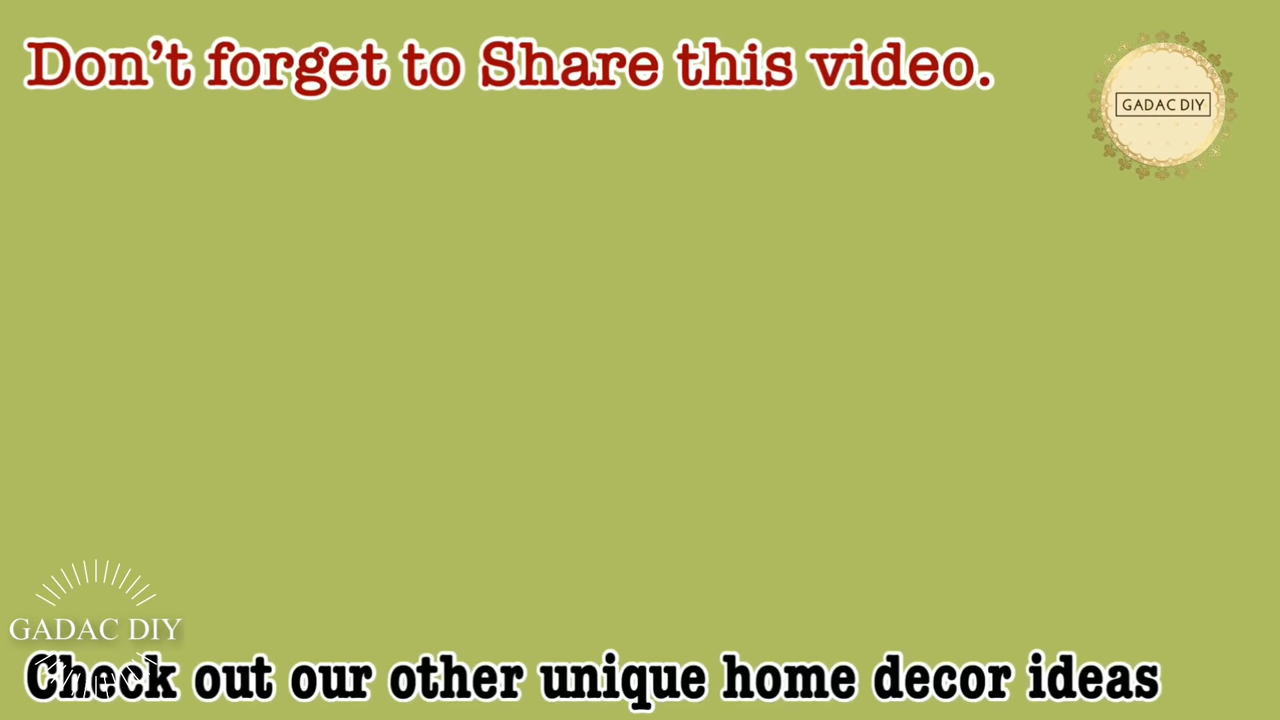 Don't forget to Share this video.
GADAC DIY
GADAC DIY
Check out our other unique home decor ideas